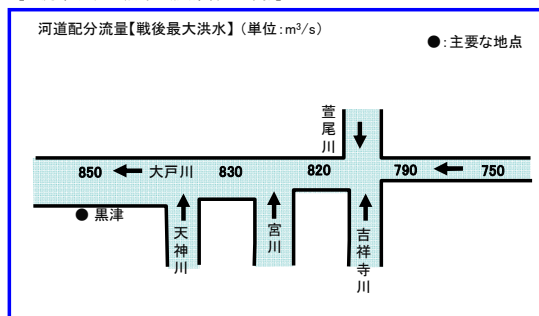 河道配分流量【戦後最大洪水】（単位：m³/s）
●：主要な地点
萱尾川
850
大戸川
830
820
790
750
● 黒津
天神川
宮川
吉祥寺川